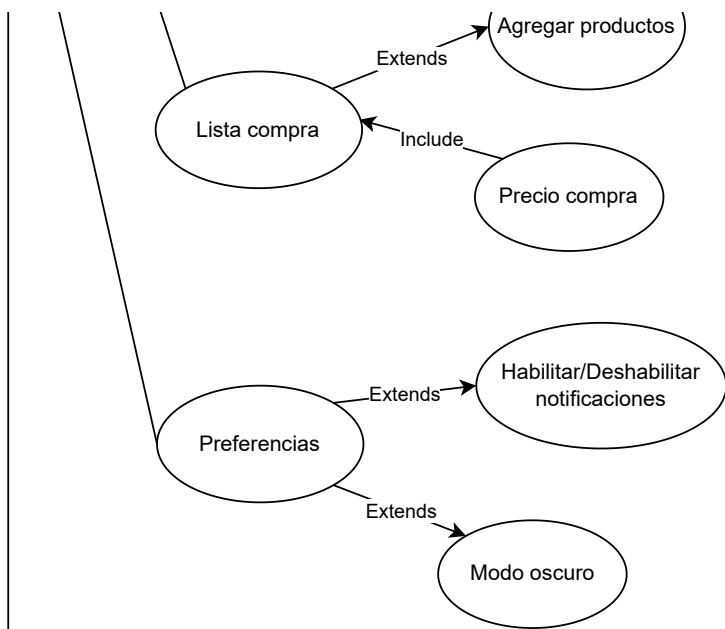 Agregar productos
Extends
Lista compra
Include
Precio compra
Habilitar/Deshabilitar
notificaciones
Extends
Preferencias
Extends
Modo oscuro